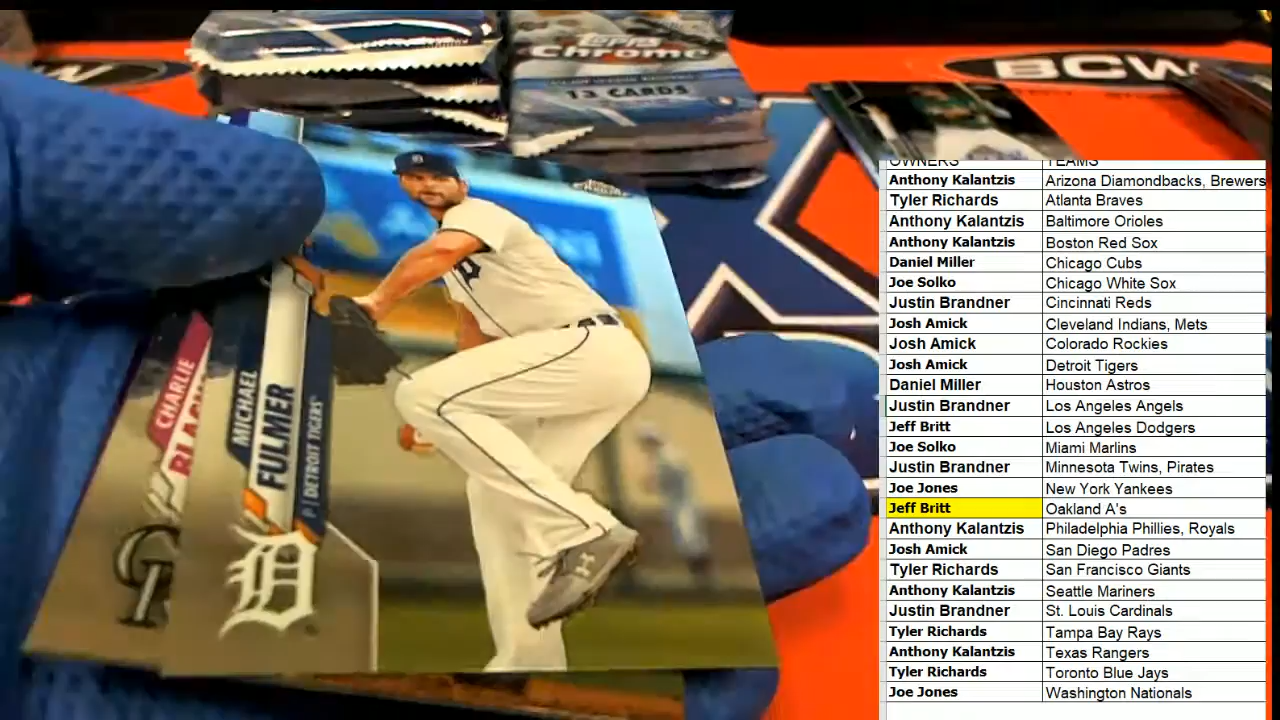 Topps
Chrome
13 CARDS
BCW
BCW
CHARLIE
MICHAEL
FULMER
P | DETROIT TIGERS
D
CR
OWNERS TEAMS
Anthony Kalantzis Arizona Diamondbacks, Brewers
Tyler Richards Atlanta Braves
Anthony Kalantzis Baltimore Orioles
Anthony Kalantzis Boston Red Sox
Daniel Miller Chicago Cubs
Joe Solko Chicago White Sox
Justin Brandner Cincinnati Reds
Josh Amick Cleveland Indians, Mets
Josh Amick Colorado Rockies
Josh Amick Detroit Tigers
Daniel Miller Houston Astros
Justin Brandner Los Angeles Angels
Jeff Britt Los Angeles Dodgers
Joe Solko Miami Marlins
Justin Brandner Minnesota Twins, Pirates
Joe Jones New York Yankees
Jeff Britt Oakland A's
Anthony Kalantzis Philadelphia Phillies, Royals
Josh Amick San Diego Padres
Tyler Richards San Francisco Giants
Anthony Kalantzis Seattle Mariners
Justin Brandner St. Louis Cardinals
Tyler Richards Tampa Bay Rays
Anthony Kalantzis Texas Rangers
Tyler Richards Toronto Blue Jays
Joe Jones Washington Nationals